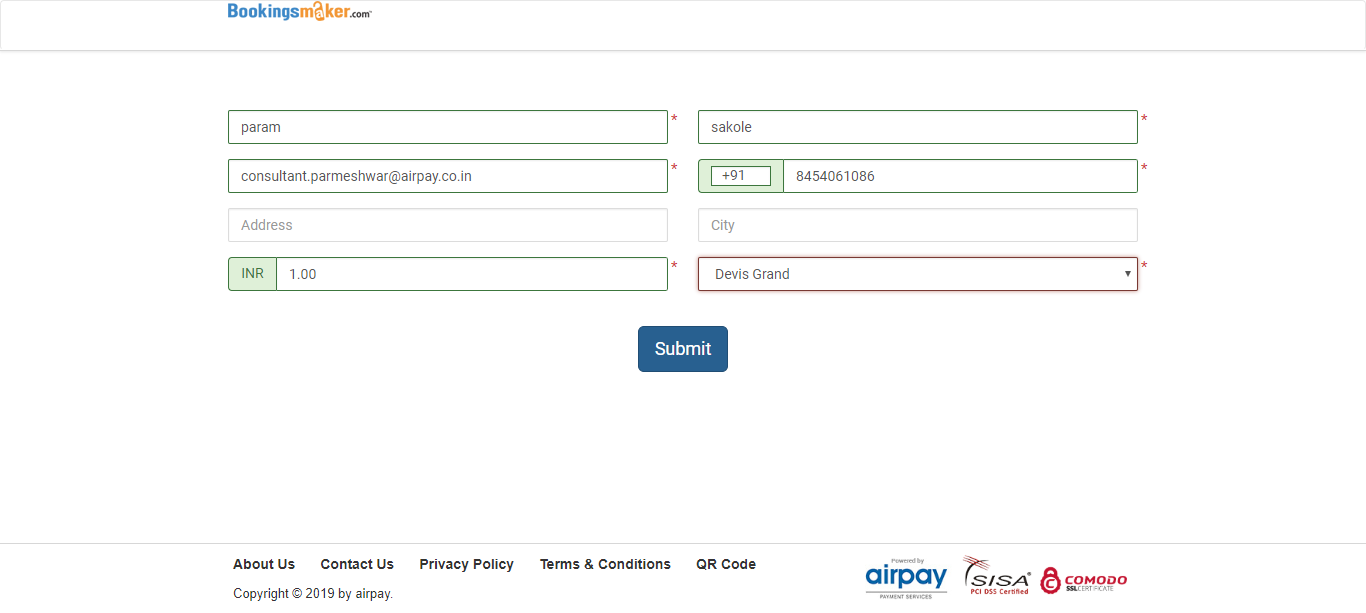 Bookingsmaker.com
param * sakole *
consultant.parmeshwar@airpay.co.in * +91 8454061086 *
Address City
INR 1.00 * Devis Grand *
Submit
About Us Contact Us Privacy Policy Terms & Conditions QR Code
Copyright © 2019 by airpay.
Powered by
airpay
PAYMENT SERVICES
SISA
PCI DSS Certified
COMODO
SSL CERTIFICATE